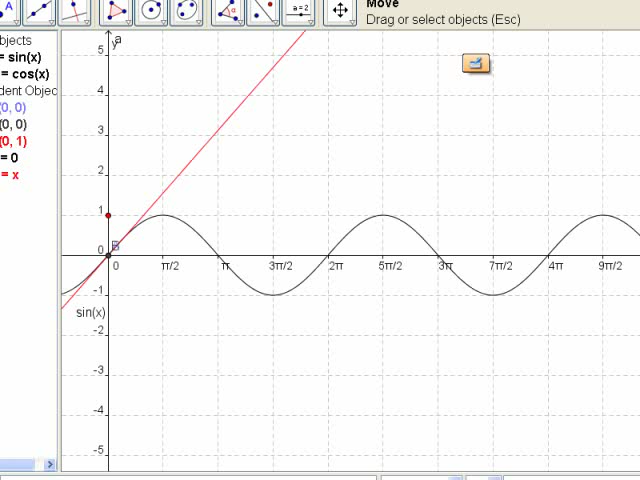 Move
Drag or select objects (Esc)
A
a = 2
bjects
= sin(x)
= cos(x)
dent Objec
(0, 0)
(0, 0)
(0, 1)
= 0
= x
a
y
5
4
3
2
1
0
-1
-2
-3
-4
-5
B
0 π/2 π 3π/2 2π 5π/2 3π 7π/2 4π 9π/2
sin(x)